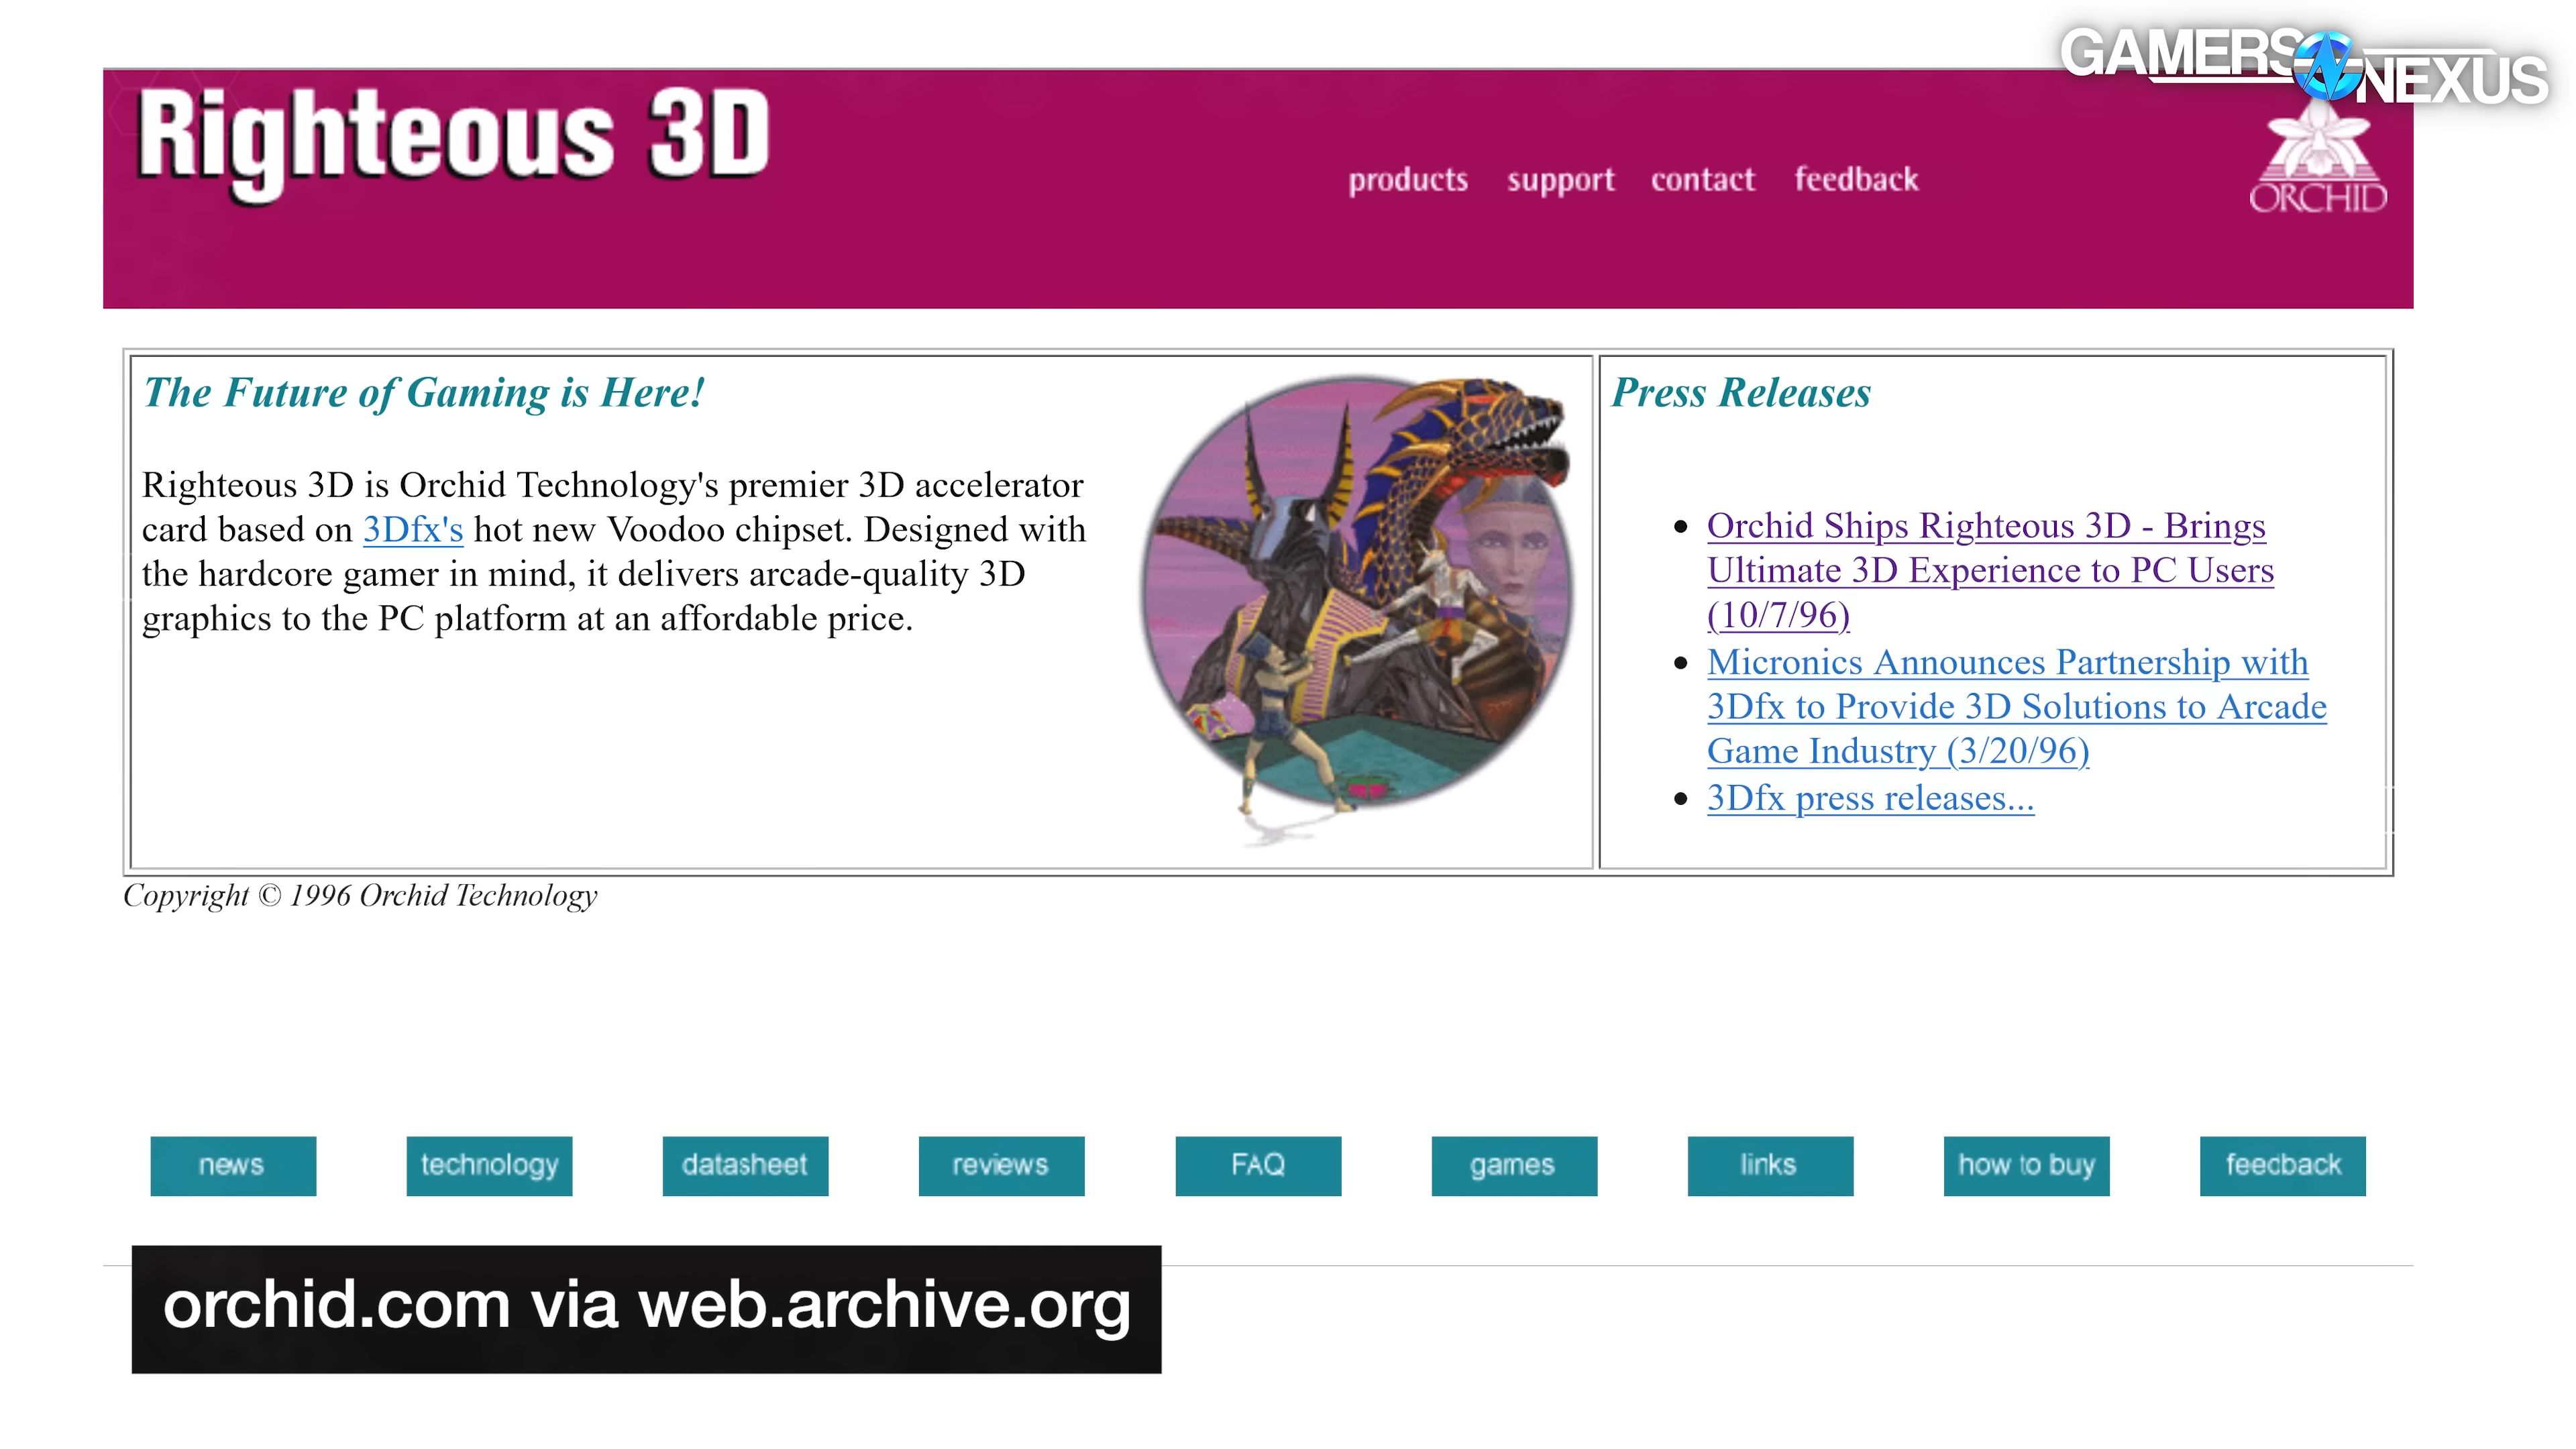 GAMERS NEXUS
Righteous 3D
products support contact feedback
ORCHID
The Future of Gaming is Here!
Righteous 3D is Orchid Technology's premier 3D accelerator
card based on 3Dfx's hot new Voodoo chipset. Designed with
the hardcore gamer in mind, it delivers arcade-quality 3D
graphics to the PC platform at an affordable price.
Press Releases
Orchid Ships Righteous 3D - Brings
Ultimate 3D Experience to PC Users
(10/7/96)
Micronics Announces Partnership with
3Dfx to Provide 3D Solutions to Arcade
Game Industry (3/20/96)
3Dfx press releases...
Copyright © 1996 Orchid Technology
news technology datasheet reviews FAQ games links how to buy feedback
orchid.com via web.archive.org